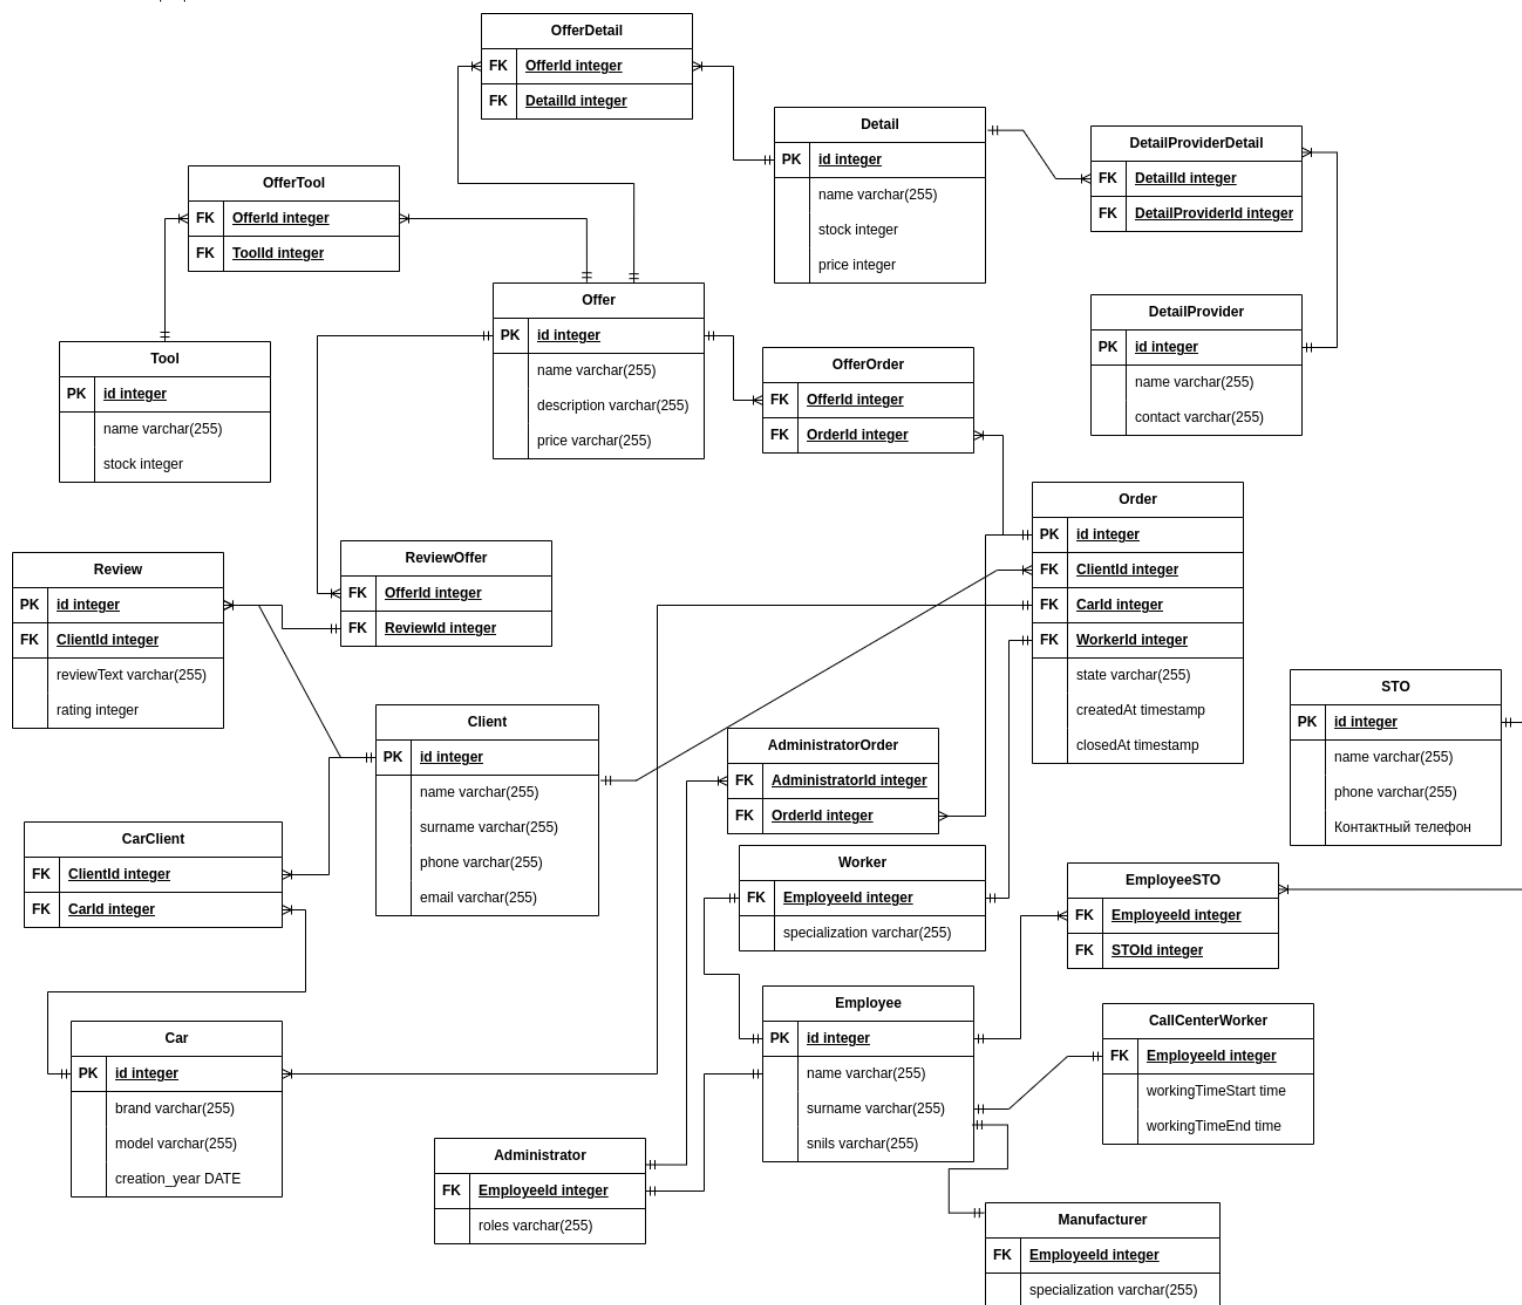 OfferDetail
FK OfferId integer
FK DetailId integer
Detail
PK id integer
name varchar(255)
stock integer
price integer
DetailProviderDetail
FK DetailId integer
FK DetailProviderId integer
OfferTool
FK OfferId integer
FK ToolId integer
Offer
PK id integer
name varchar(255)
description varchar(255)
price varchar(255)
DetailProvider
PK id integer
name varchar(255)
contact varchar(255)
Tool
PK id integer
name varchar(255)
stock integer
OfferOrder
FK OfferId integer
FK OrderId integer
Order
PK id integer
FK ClientId integer
FK CarId integer
FK WorkerId integer
state varchar(255)
createdAt timestamp
closedAt timestamp
Review
PK id integer
FK ClientId integer
reviewText varchar(255)
rating integer
ReviewOffer
FK OfferId integer
FK ReviewId integer
STO
PK id integer
name varchar(255)
phone varchar(255)
Контактный телефон
Client
PK id integer
name varchar(255)
surname varchar(255)
phone varchar(255)
email varchar(255)
AdministratorOrder
FK AdministratorId integer
FK OrderId integer
CarClient
FK ClientId integer
FK CarId integer
Worker
FK EmployeeId integer
specialization varchar(255)
EmployeeSTO
FK EmployeeId integer
FK STOId integer
Employee
PK id integer
name varchar(255)
surname varchar(255)
snils varchar(255)
CallCenterWorker
FK EmployeeId integer
workingTimeStart time
workingTimeEnd time
Car
PK id integer
brand varchar(255)
model varchar(255)
creation_year DATE
Administrator
FK EmployeeId integer
roles varchar(255)
Manufacturer
FK EmployeeId integer
specialization varchar(255)